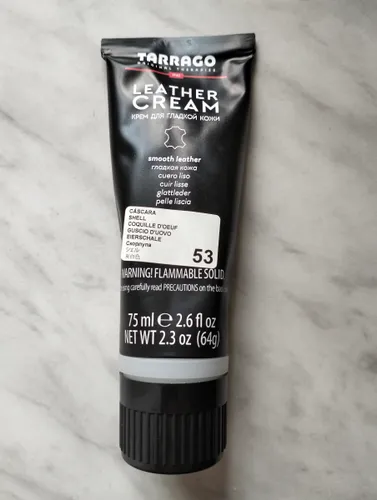 TARRAGO
LEATHER
CREAM
КРЕМ ДЛЯ ГЛАДКОЙ КОЖИ
smooth leather
гладкая кожа
cuero liso
cuir lisse
glattleder
pelle liscia
CÁSCARA
SHELL
COQUILLE D'OEUF
GUSCIO D'UOVO
EIERSCHALE
Скорлупа
53
WARNING! FLAMMABLE SOLID
carefully read PRECAUTIONS on the
75 ml ℮ 2.6 fl oz
NET WT 2.3 oz (64g)